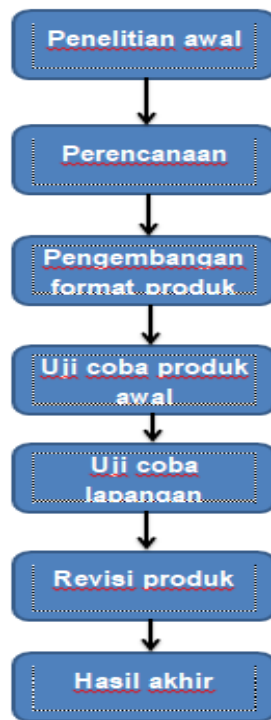 Penelitian awal
Perencanaan
Pengembangan
format produk
Uji coba produk
awal
Uji coba
lapangan
Revisi produk
Hasil akhir